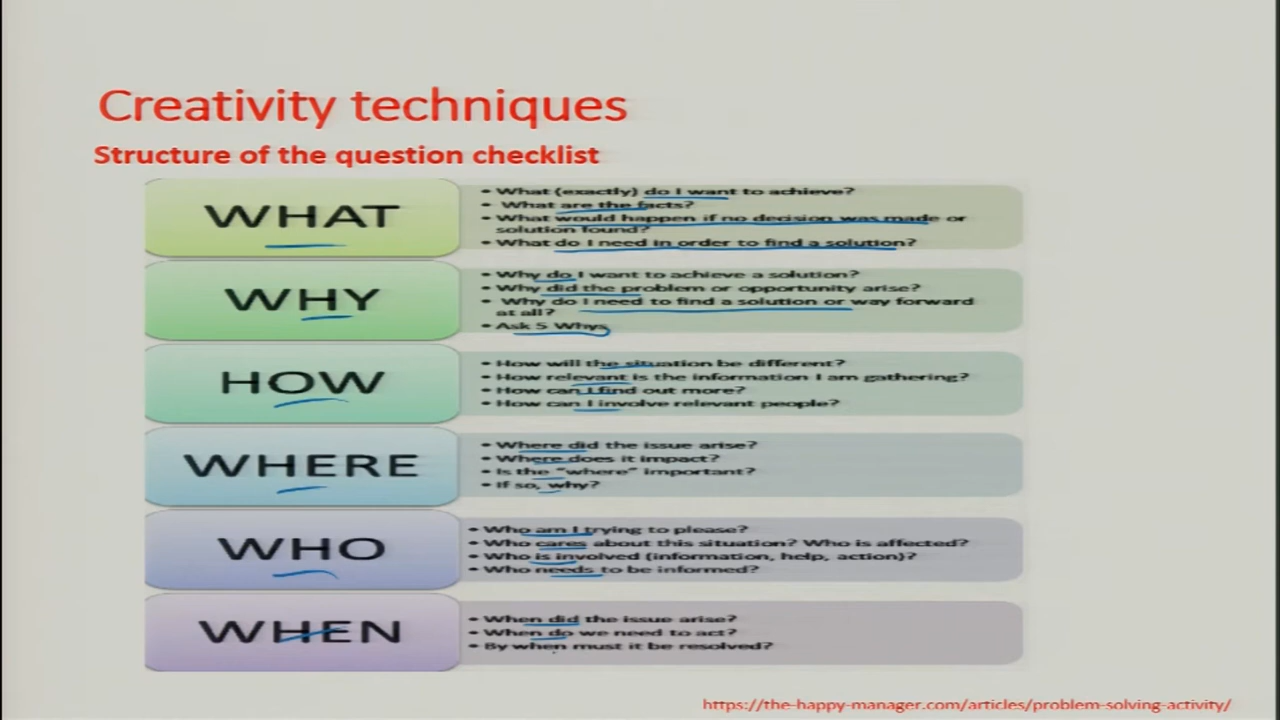 Creativity techniques
Structure of the question checklist
WHAT
• What (exactly) do I want to achieve?
• What are the facts?
• What would happen if no decision was made or
solution found?
• What do I need in order to find a solution?
WHY
• Why do I want to achieve a solution?
• Why did the problem or opportunity arise?
• Why do I need to find a solution or way forward
at all?
• Ask 5 Whys
HOW
• How will the situation be different?
• How relevant is the information I am gathering?
• How can I find out more?
• How can I involve relevant people?
WHERE
• Where did the issue arise?
• Where does it impact?
• Is the "where" important?
• If so, why?
WHO
• Who am I trying to please?
• Who cares about this situation? Who is affected?
• Who is involved (information, help, action)?
• Who needs to be informed?
WHEN
• When did the issue arise?
• When do we need to act?
• By when must it be resolved?
https://the-happy-manager.com/articles/problem-solving-activity/